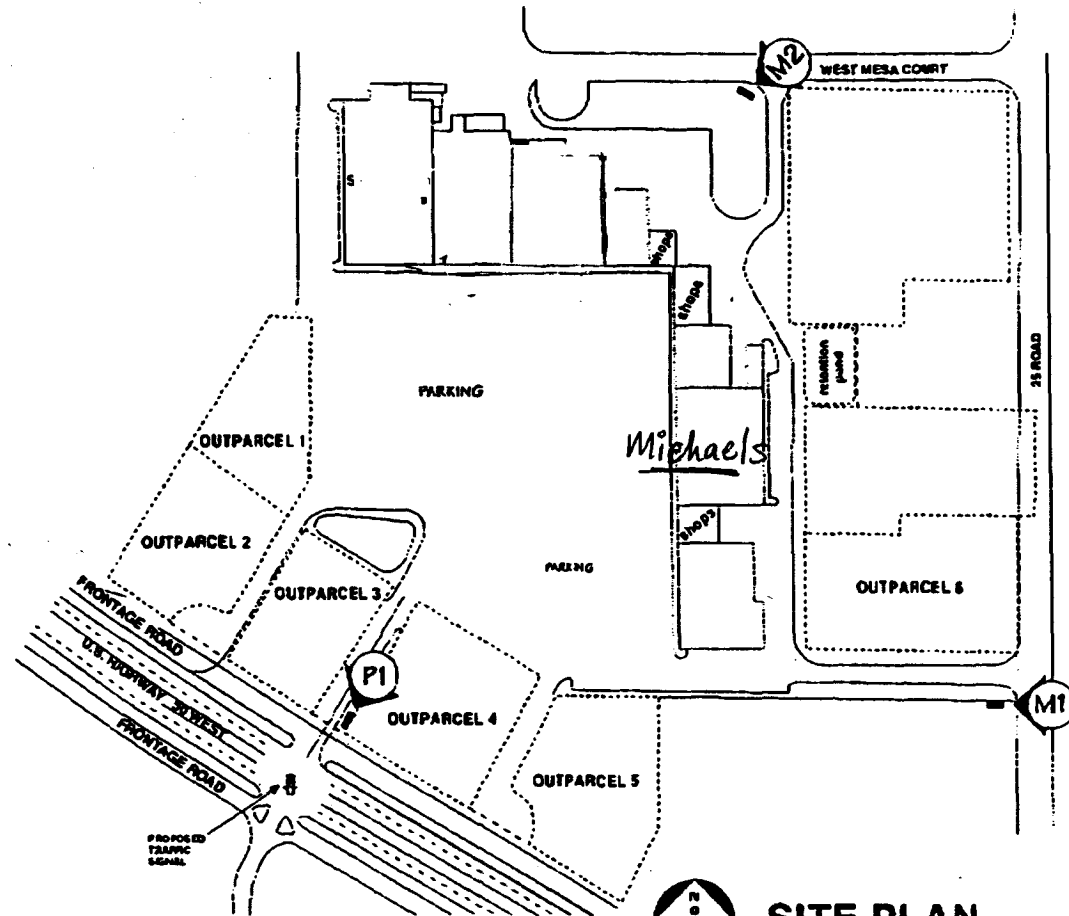 M2
WEST MESA COURT
shops
shops
retention
pond
25 ROAD
PARKING
OUTPARCEL 1
Michaels
OUTPARCEL 2
shops
PARKING
OUTPARCEL 3
OUTPARCEL 6
FRONTAGE ROAD
U.S. HIGHWAY
WEST
P1
M1
OUTPARCEL 4
FRONTAGE ROAD
OUTPARCEL 5
PROPOSED
TRAFFIC
SIGNAL
SITE PLAN